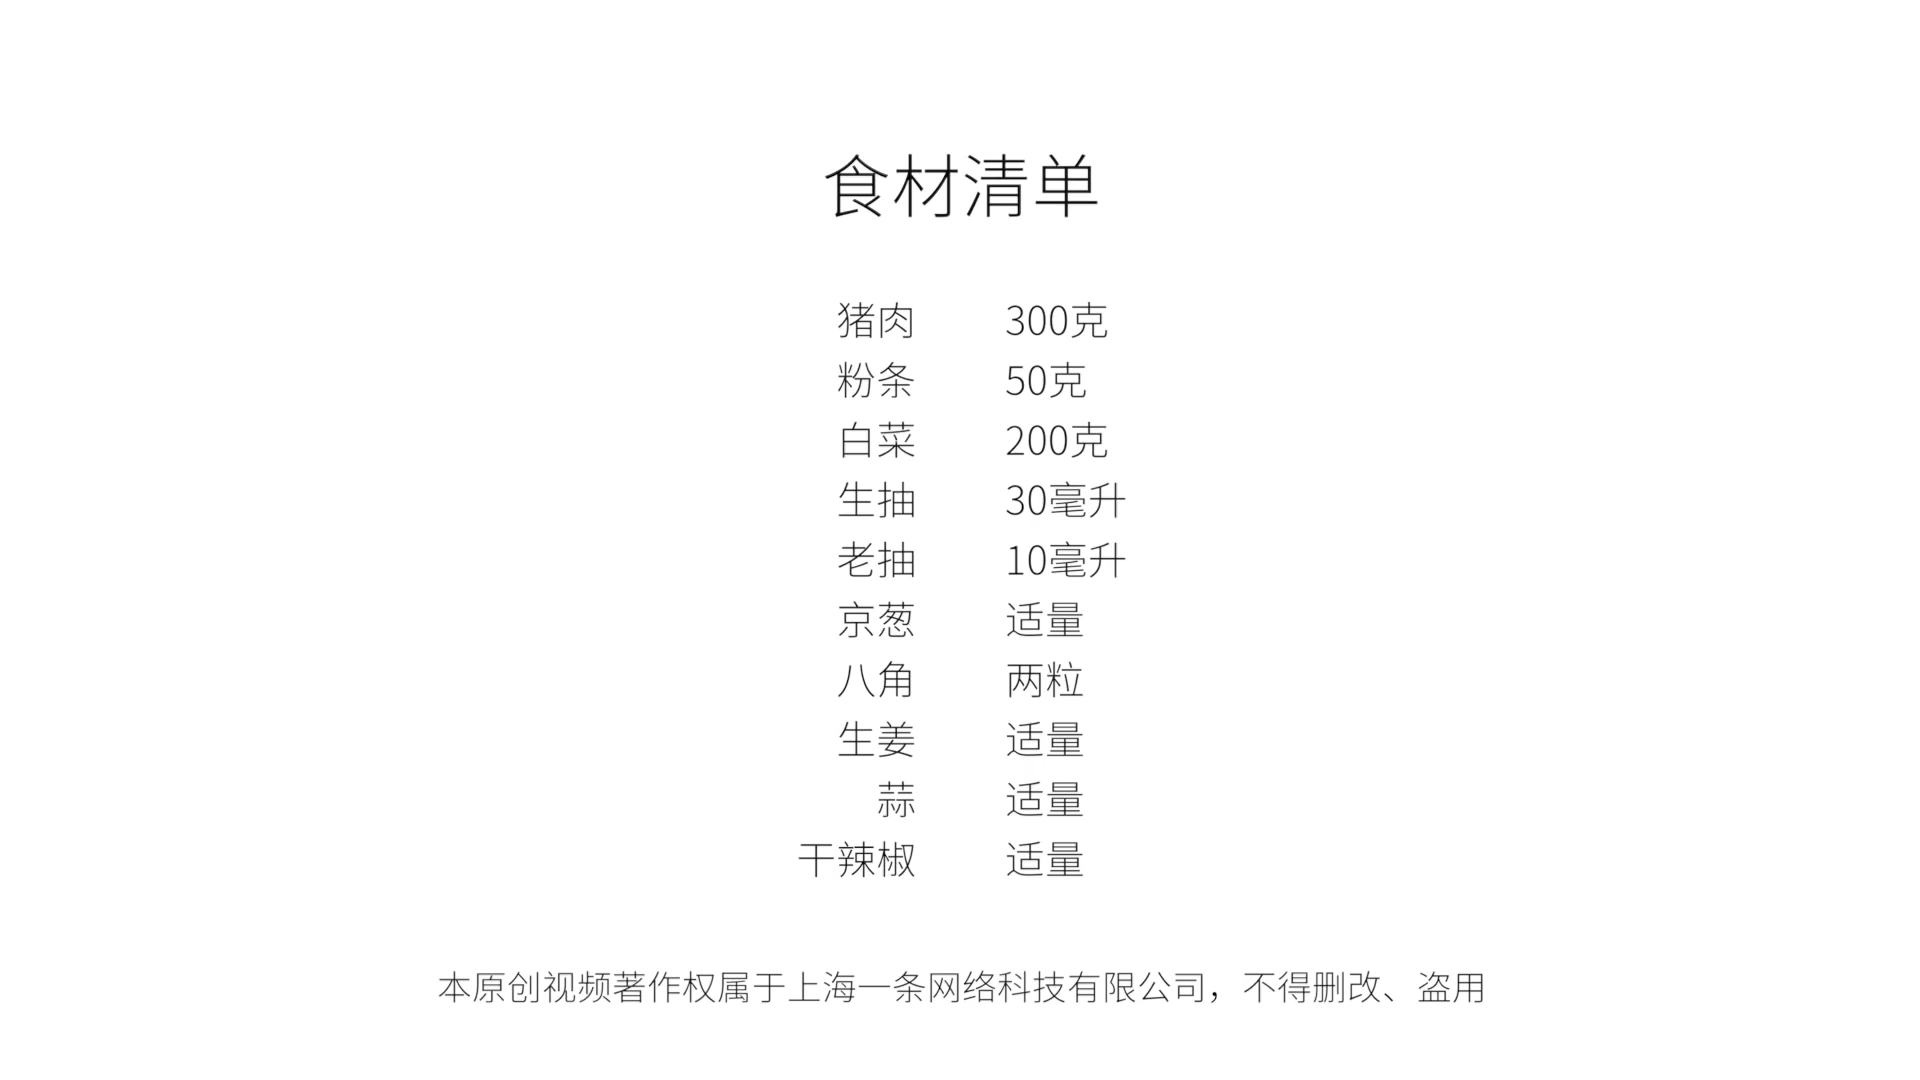 食材清单
猪肉 300克
粉条 50克
白菜 200克
生抽 30毫升
老抽 10毫升
京葱 适量
八角 两粒
生姜 适量
蒜 适量
干辣椒 适量
本原创视频著作权属于上海一条网络科技有限公司，不得删改、盗用